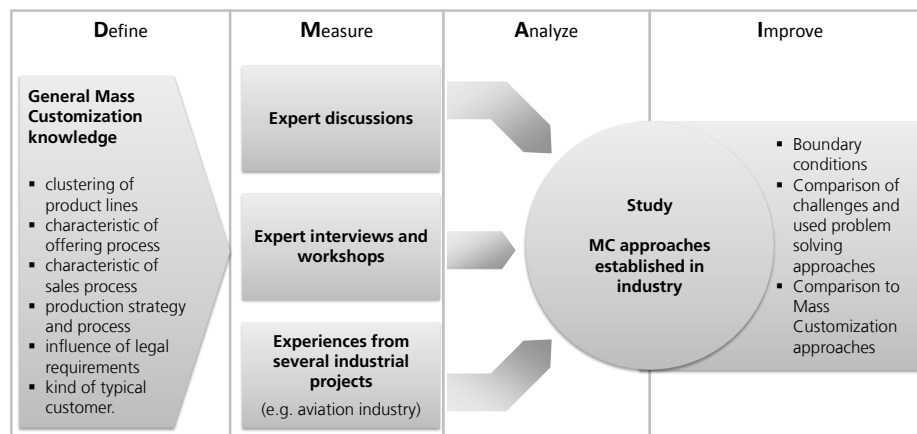 Define
Measure
Analyze
Improve
General Mass
Customization
knowledge
▪ clustering of
product lines
▪ characteristic of
offering process
▪ characteristic of
sales process
▪ production strategy
and process
▪ influence of legal
requirements
▪ kind of typical
customer.
Expert discussions
Expert interviews and
workshops
Experiences from
several industrial
projects
(e.g. aviation industry)
Study
MC approaches
established in
industry
▪ Boundary
conditions
▪ Comparison of
challenges and
used problem
solving
approaches
▪ Comparison to
Mass
Customization
approaches